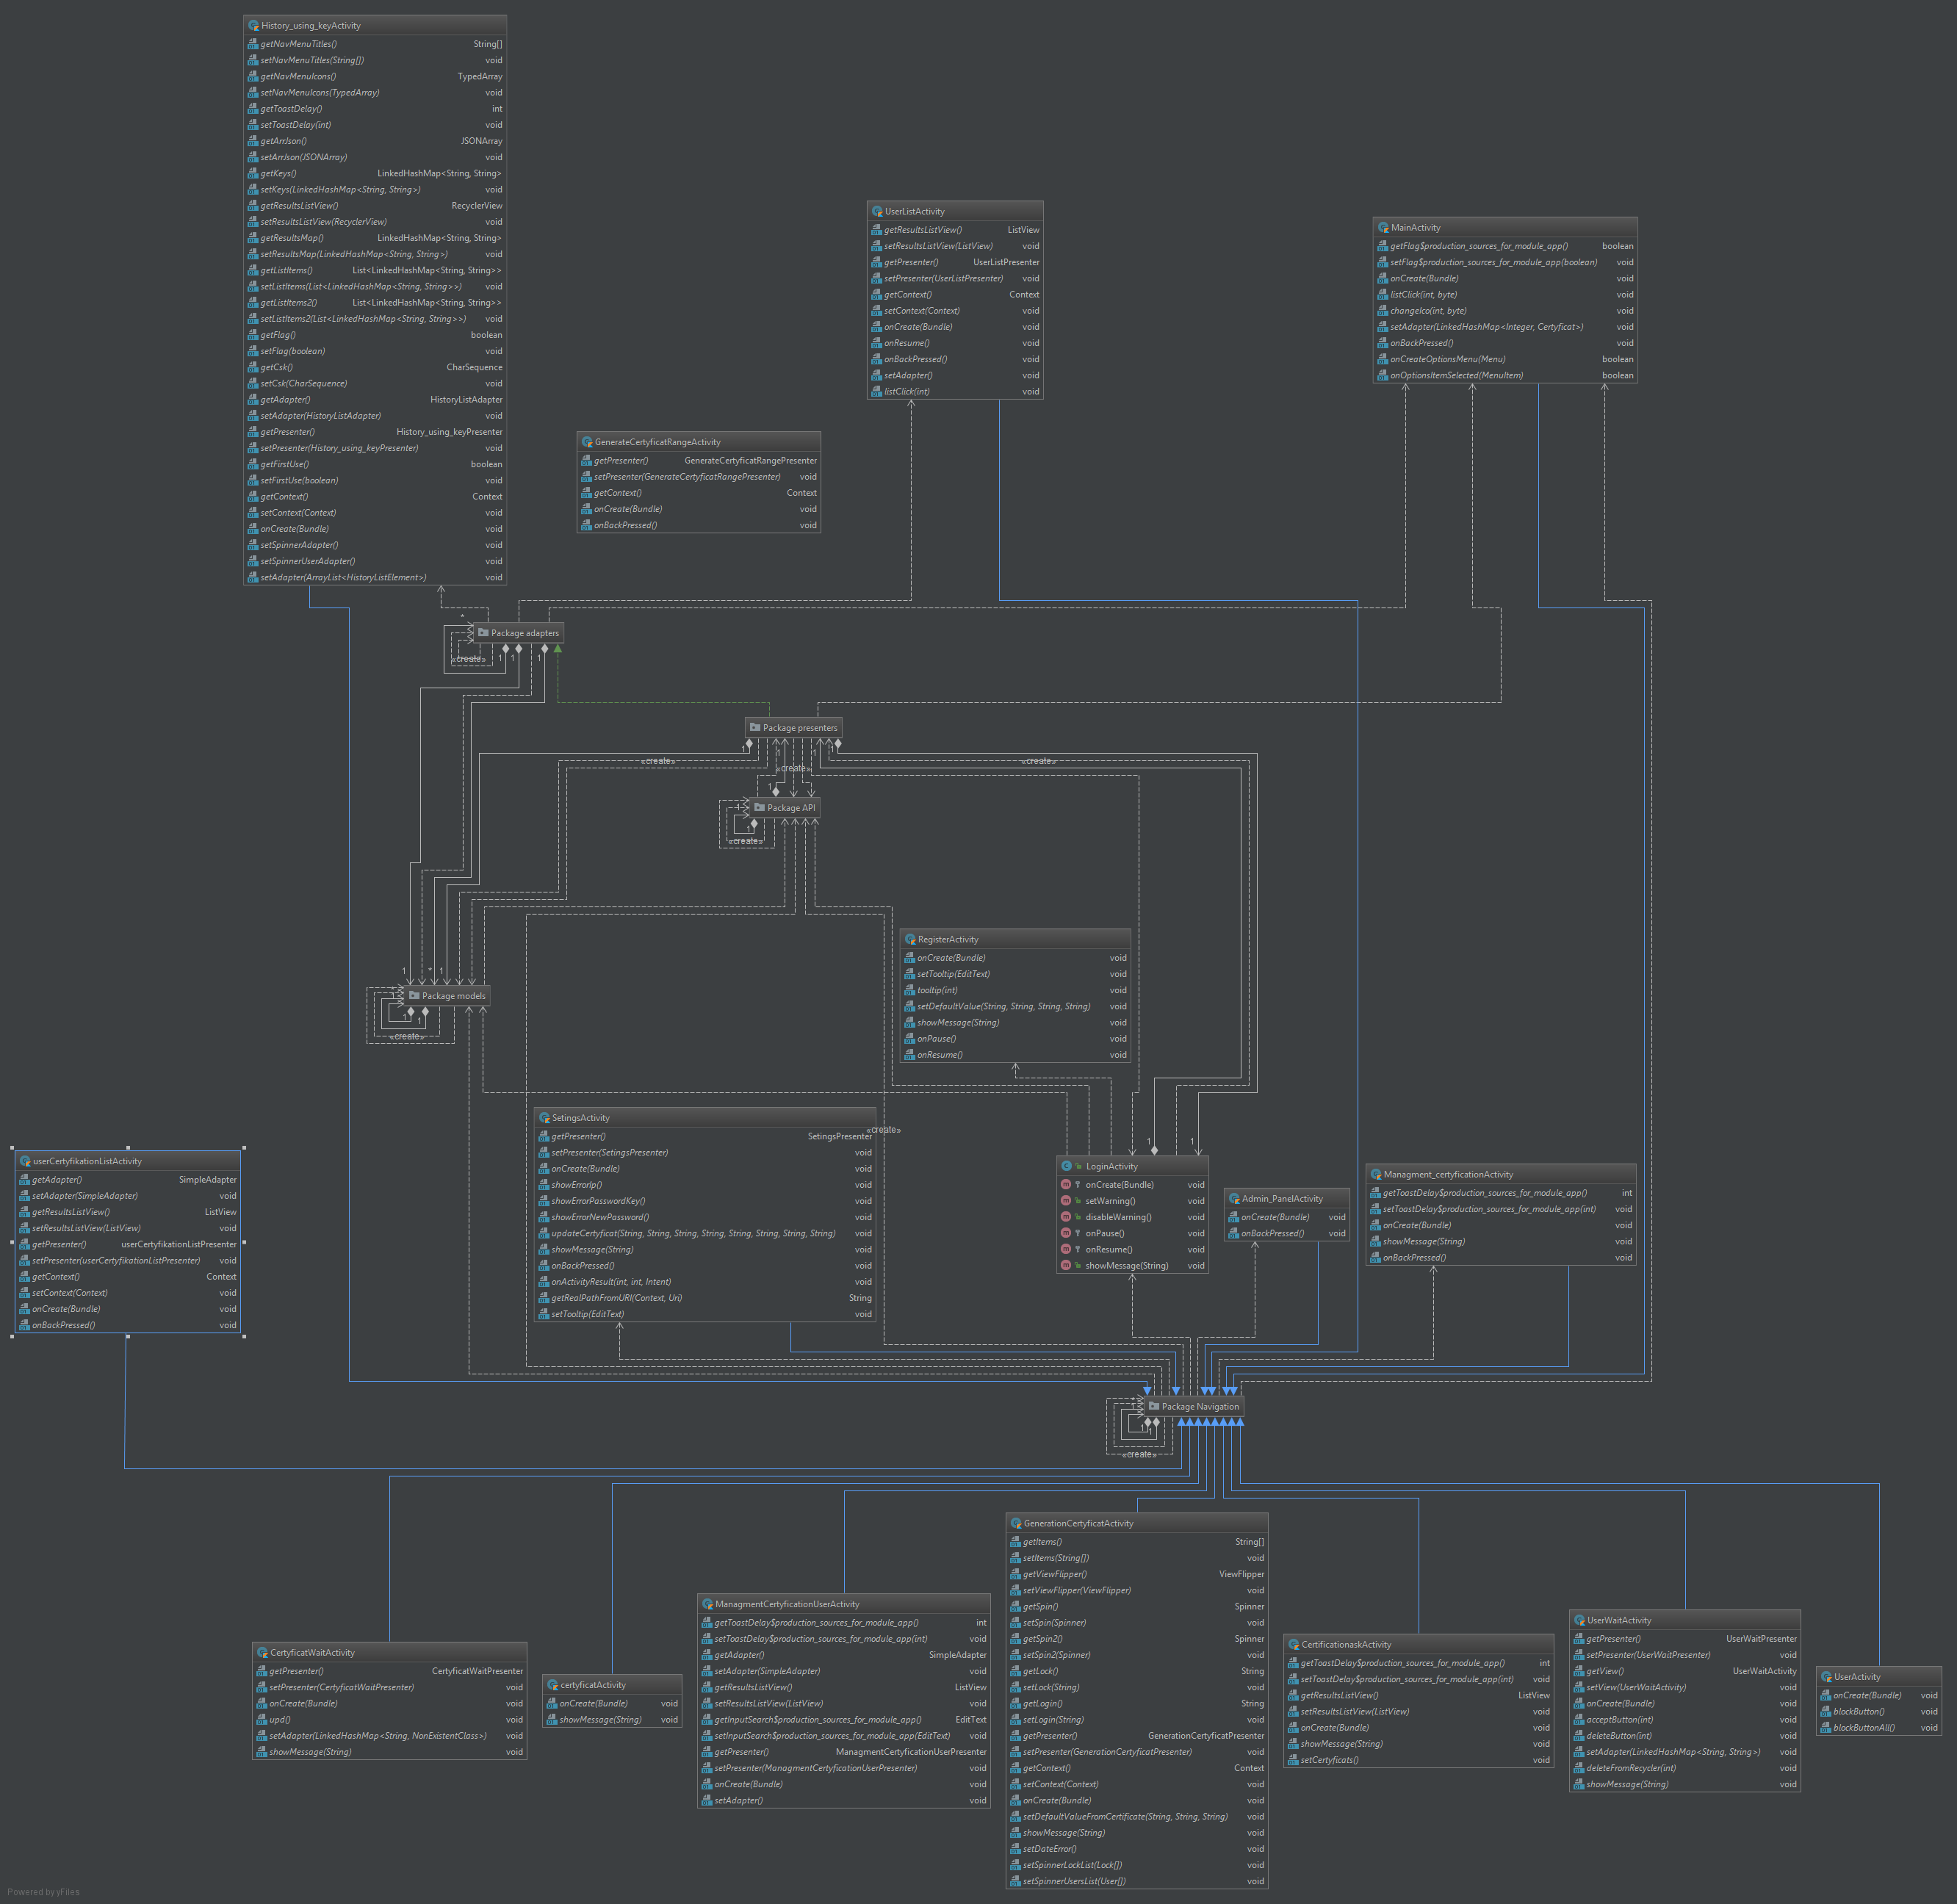 History_using_keyActivity
getNavMenuTitles() String[]
setNavMenuTitles(String[]) void
getNavMenuIcons() TypedArray
setNavMenuIcons(TypedArray) void
getToastDelay() int
setToastDelay(int) void
getArrJson() JSONArray
setArrJson(JSONArray) void
getKeys() LinkedHashMap<String, String>
setKeys(LinkedHashMap<String, String>) void
getResultsListView() RecyclerView
setResultsListView(RecyclerView) void
getResultsMap() LinkedHashMap<String, String>
setResultsMap(LinkedHashMap<String, String>) void
getListItems() List<LinkedHashMap<String, String>>
setListItems(List<LinkedHashMap<String, String>>) void
getListItems2() List<LinkedHashMap<String, String>>
setListItems2(List<LinkedHashMap<String, String>>) void
getFlag() boolean
setFlag(boolean) void
getCsk() CharSequence
setCsk(CharSequence) void
getAdapter() HistoryListAdapter
setAdapter(HistoryListAdapter) void
getPresenter() History_using_keyPresenter
setPresenter(History_using_keyPresenter) void
getFirstUse() boolean
setFirstUse(boolean) void
getContext() Context
setContext(Context) void
onCreate(Bundle) void
setSpinnerAdapter() void
setSpinnerUserAdapter() void
setAdapter(ArrayList<HistoryListElement>) void
UserListActivity
getResultsListView() ListView
setResultsListView(ListView) void
getPresenter() UserListPresenter
setPresenter(UserListPresenter) void
getContext() Context
setContext(Context) void
onCreate(Bundle) void
onResume() void
onBackPressed() void
setAdapter() void
listClick(int) void
MainActivity
getFlag$production_sources_for_module_app() boolean
setFlag$production_sources_for_module_app(boolean) void
onCreate(Bundle) void
listClick(int, byte) void
changeIco(int, byte) void
setAdapter(LinkedHashMap<Integer, Certyficat>) void
onBackPressed() void
onCreateOptionsMenu(Menu) boolean
onOptionsItemSelected(MenuItem) boolean
GenerateCertyficatRangeActivity
getPresenter() GenerateCertyficatRangePresenter
setPresenter(GenerateCertyficatRangePresenter) void
getContext() Context
onCreate(Bundle) void
onBackPressed() void
*
Package adapters
«create» 1 1 1
Package presenters
1 1 1 1
«create» «create» «create»
1
Package API
1
1
«create»
1 * 1
Package models
1 1
«create»
RegisterActivity
onCreate(Bundle) void
setTooltip(EditText) void
tooltip(int) void
setDefaultValue(String, String, String, String) void
showMessage(String) void
onPause() void
onResume() void
SetingsActivity
getPresenter() SetingsPresenter
setPresenter(SetingsPresenter) void
onCreate(Bundle) void
showErrorIp() void
showErrorPasswordKey() void
showErrorNewPassword() void
updateCertyficat(String, String, String, String, String, String, String) void
showMessage(String) void
onBackPressed() void
onActivityResult(int, int, Intent) void
getRealPathFromURI(Context, Uri) String
setTooltip(EditText) void
«create»
1 1
LoginActivity
onCreate(Bundle) void
setWarning() void
disableWarning() void
onPause() void
onResume() void
showMessage(String) void
Admin_PanelActivity
onCreate(Bundle) void
onBackPressed() void
Managment_certyficationActivity
getToastDelay$production_sources_for_module_app() int
setToastDelay$production_sources_for_module_app(int) void
onCreate(Bundle) void
showMessage(String) void
onBackPressed() void
userCertyfikationListActivity
getAdapter() SimpleAdapter
setAdapter(SimpleAdapter) void
getResultsListView() ListView
setResultsListView(ListView) void
getPresenter() userCertyfikationListPresenter
setPresenter(userCertyfikationListPresenter) void
getContext() Context
setContext(Context) void
onCreate(Bundle) void
onBackPressed() void
Package Navigation
1 1
«create»
CertyficatWaitActivity
getPresenter() CertyficatWaitPresenter
setPresenter(CertyficatWaitPresenter) void
onCreate(Bundle) void
upd() void
setAdapter(LinkedHashMap<String, NonExistentClass>) void
showMessage(String) void
certyficatActivity
onCreate(Bundle) void
showMessage(String) void
ManagmentCertyficationUserActivity
getToastDelay$production_sources_for_module_app() int
setToastDelay$production_sources_for_module_app(int) void
getAdapter() SimpleAdapter
setAdapter(SimpleAdapter) void
getResultsListView() ListView
setResultsListView(ListView) void
getInputSearch$production_sources_for_module_app() EditText
setInputSearch$production_sources_for_module_app(EditText) void
getPresenter() ManagmentCertyficationUserPresenter
setPresenter(ManagmentCertyficationUserPresenter) void
onCreate(Bundle) void
setAdapter() void
GenerationCertyficatActivity
getItems() String[]
setItems(String[]) void
getViewFlipper() ViewFlipper
setViewFlipper(ViewFlipper) void
getSpin() Spinner
setSpin(Spinner) void
getSpin2() Spinner
setSpin2(Spinner) void
getLock() String
setLock(String) void
getLogin() String
setLogin(String) void
getPresenter() GenerationCertyficatPresenter
setPresenter(GenerationCertyficatPresenter) void
getContext() Context
setContext(Context) void
onCreate(Bundle) void
setDefaultValueFromCertificate(String, String, String) void
showMessage(String) void
setDateError() void
setSpinnerLockList(Lock[]) void
setSpinnerUsersList(User[]) void
CertificationaskActivity
getToastDelay$production_sources_for_module_app() int
setToastDelay$production_sources_for_module_app(int) void
getResultsListView() ListView
setResultsListView(ListView) void
onCreate(Bundle) void
showMessage(String) void
setCertyficats() void
UserWaitActivity
getPresenter() UserWaitPresenter
setPresenter(UserWaitPresenter) void
getView() UserWaitActivity
setView(UserWaitActivity) void
onCreate(Bundle) void
acceptButton(int) void
deleteButton(int) void
setAdapter(LinkedHashMap<String, String>) void
deleteFromRecycler(int) void
showMessage(String) void
UserActivity
onCreate(Bundle) void
blockButton() void
blockButtonAll() void
Powered by yFiles